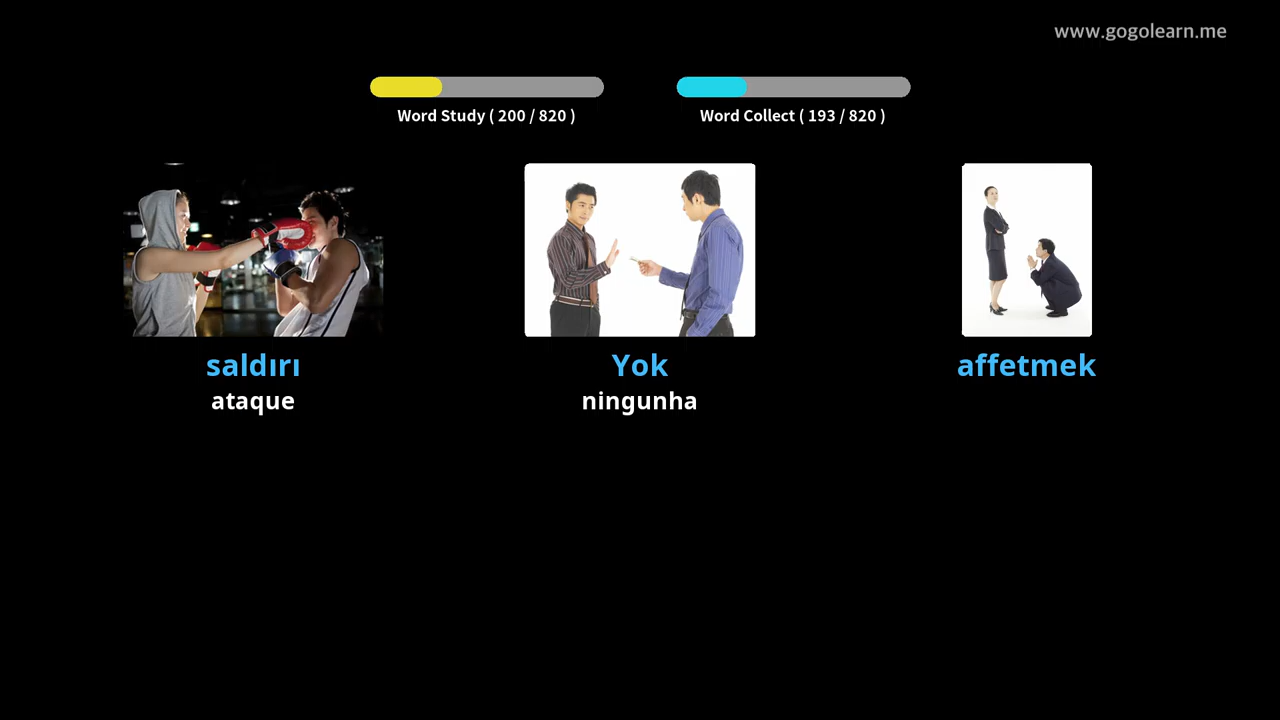 www.gogolearn.me
Word Study ( 200 / 820 )
Word Collect ( 193 / 820 )
saldırı
Yok
affetmek
ataque
ningunha